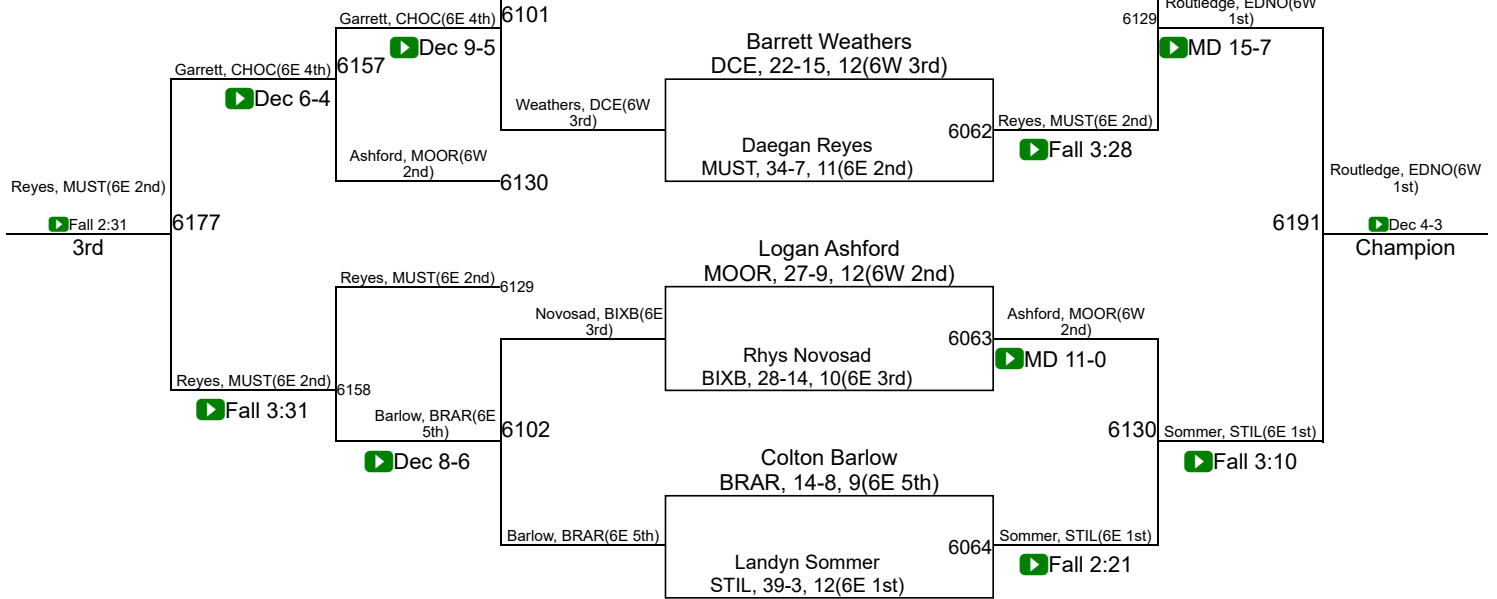 Garrett, CHOC(6E 4th)
6101
Dec 9-5
Garrett, CHOC(6E 4th)
6157
Dec 6-4
Weathers, DCE(6W
3rd)
Ashford, MOOR(6W
2nd)
6130
Reyes, MUST(6E 2nd)
Fall 2:31
3rd
6177
Reyes, MUST(6E 2nd)
6129
Novosad, BIXB(6E
3rd)
Reyes, MUST(6E 2nd)
6158
Fall 3:31
Barlow, BRAR(6E
5th)
6102
Dec 8-6
Barlow, BRAR(6E 5th)
Barrett Weathers
DCE, 22-15, 12(6W 3rd)
6062
Daegan Reyes
MUST, 34-7, 11(6E 2nd)
Logan Ashford
MOOR, 27-9, 12(6W 2nd)
6063
Rhys Novosad
BIXB, 28-14, 10(6E 3rd)
Colton Barlow
BRAR, 14-8, 9(6E 5th)
6064
Landyn Sommer
STIL, 39-3, 12(6E 1st)
Routledge, EDNO(6W
1st)
6129
MD 15-7
Reyes, MUST(6E 2nd)
Fall 3:28
Ashford, MOOR(6W
2nd)
MD 11-0
6130
Sommer, STIL(6E 1st)
Fall 3:10
Sommer, STIL(6E 1st)
Fall 2:21
Routledge, EDNO(6W
1st)
6191
Dec 4-3
Champion